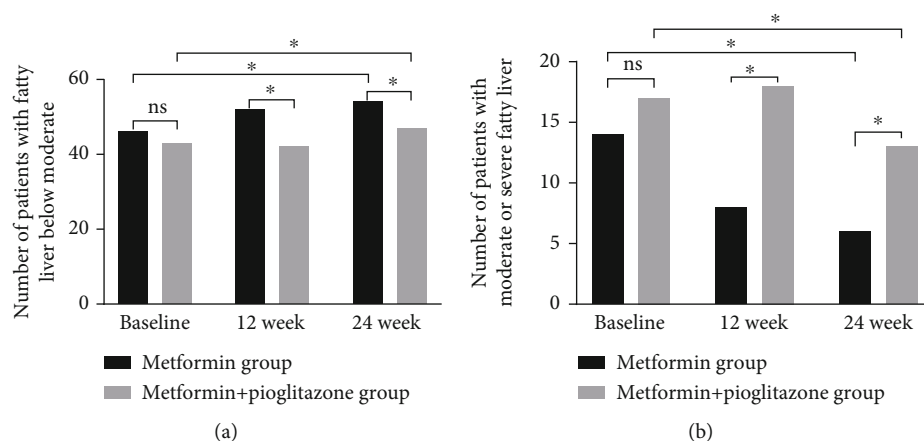 Number of patients with fatty
liver below moderate
60
40
20
0
ns
*
*
*
*
Baseline
12 week
24 week
Metformin group
Metformin+pioglitazone group
(a)
Number of patients with
moderate or severe fatty liver
20
15
10
5
0
ns
*
*
*
*
Baseline
12 week
24 week
Metformin group
Metformin+pioglitazone group
(b)